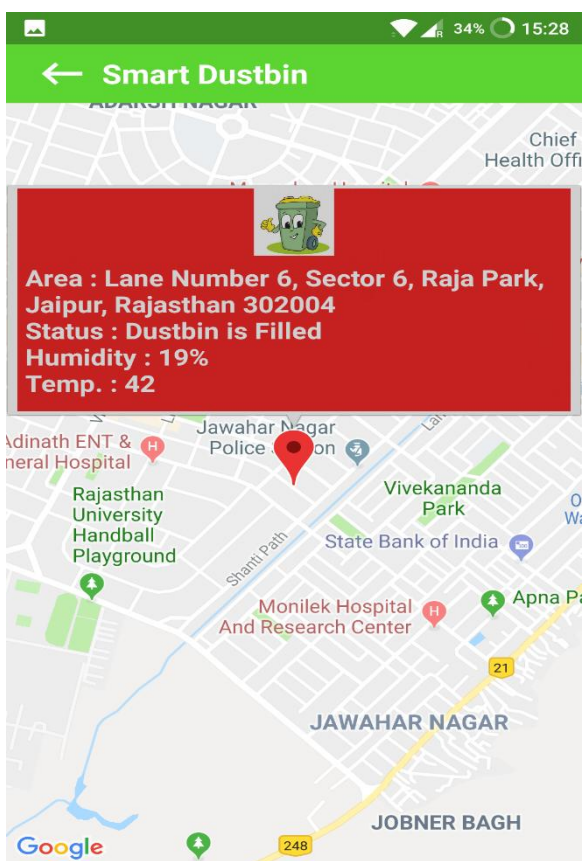 34% 15:28
Smart Dustbin
ADARSH NAGAR
Chief
Health Offi
Area : Lane Number 6, Sector 6, Raja Park,
Jaipur, Rajasthan 302004
Status : Dustbin is Filled
Humidity : 19%
Temp. : 42
Jawahar Nagar
Police
Adinath ENT &
neral Hospital
Rajasthan
University
Handball
Playground
Vivekananda
Park
State Bank of India
Shanti Path
Monilek Hospital
And Research Center
Apna Pa
21
JAWAHAR NAGAR
JOBNER BAGH
248
Google